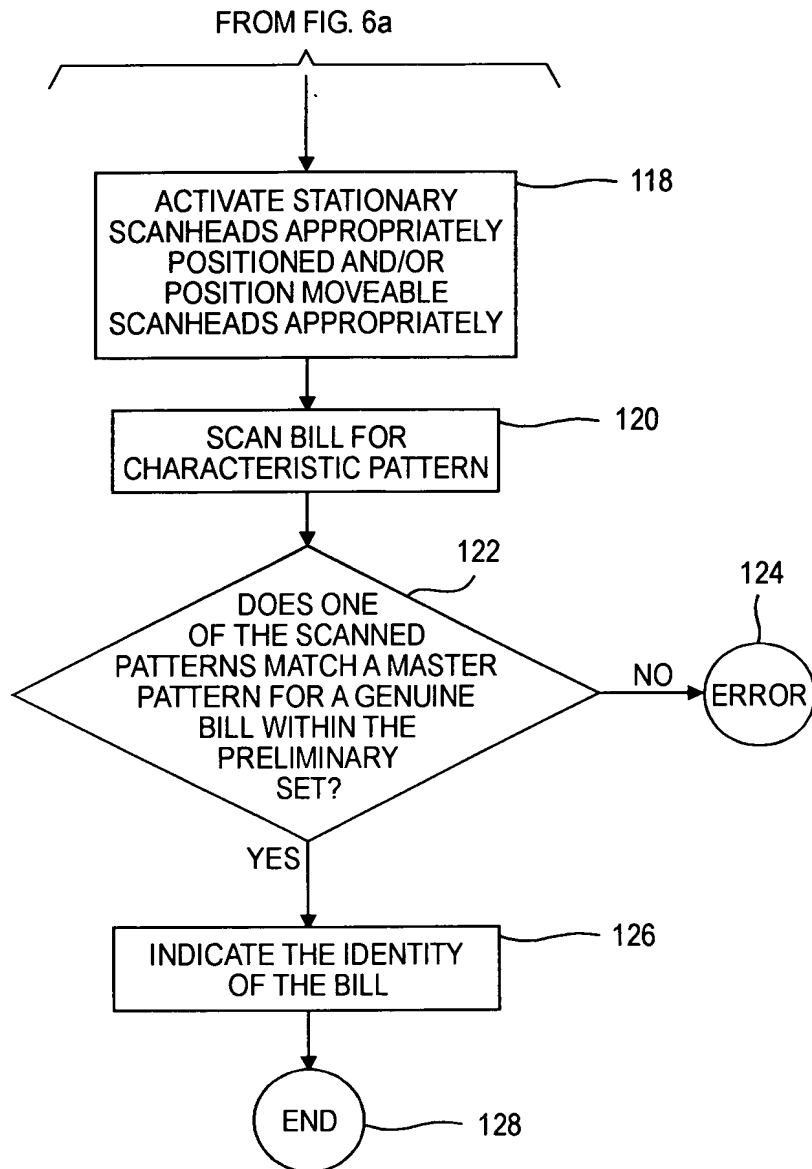 FROM FIG. 6a
ACTIVATE STATIONARY
SCANHEADS APPROPRIATELY
POSITIONED AND/OR
POSITION MOVEABLE
SCANHEADS APPROPRIATELY
118
SCAN BILL FOR
CHARACTERISTIC PATTERN
120
122
DOES ONE
OF THE SCANNED
PATTERNS MATCH A MASTER
PATTERN FOR A GENUINE
BILL WITHIN THE
PRELIMINARY
SET?
NO
124
ERROR
YES
INDICATE THE IDENTITY
OF THE BILL
126
END
128